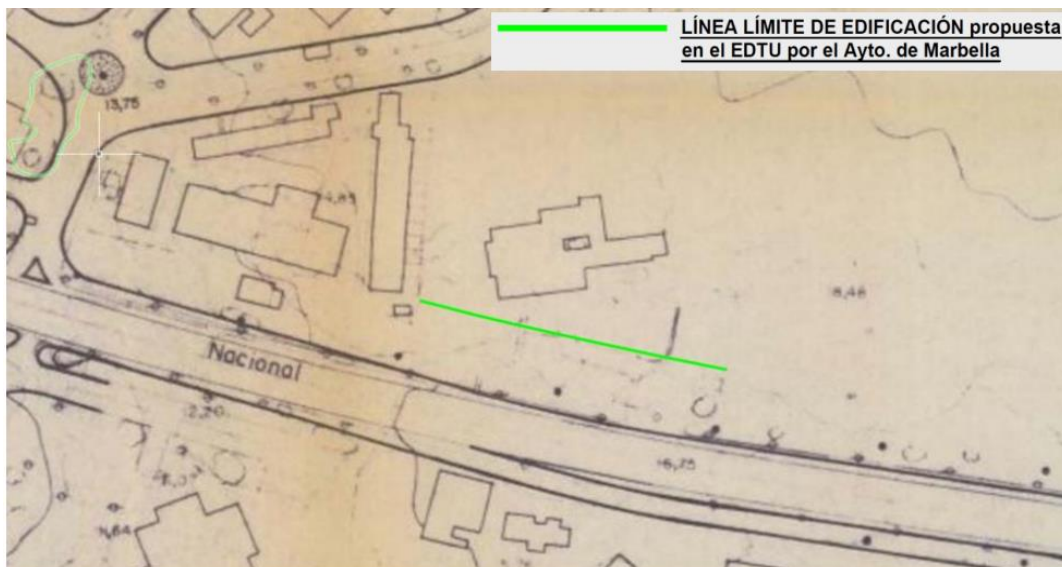 LÍNEA LÍMITE DE EDIFICACIÓN propuesta
en el EDTU por el Ayto. de Marbella
13,75
Nacional
8,46
16,75